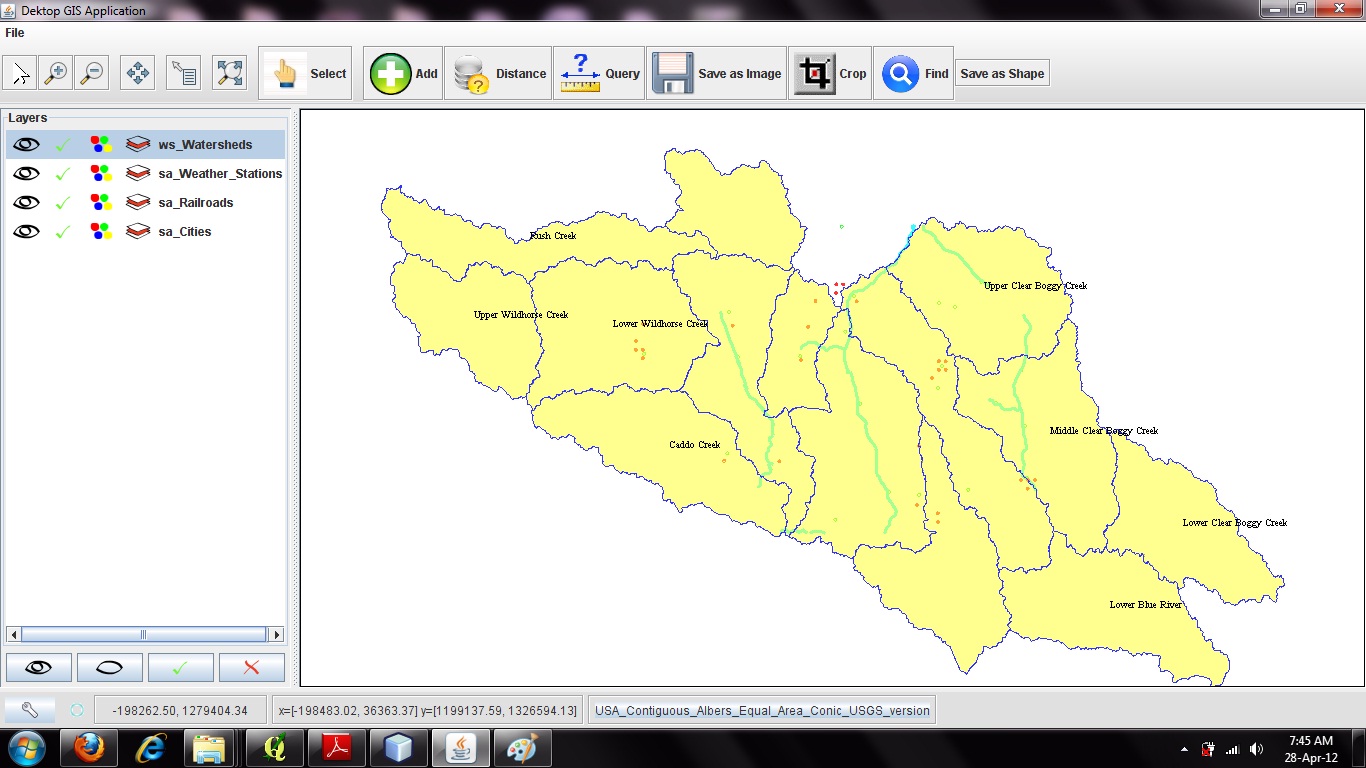 Dektop GIS Application
File
Select
Add
Distance
Query
Save as Image
Crop
Find
Save as Shape
Layers
ws_Watersheds
sa_Weather_Stations
sa_Railroads
sa_Cities
Rush Creek
Upper Clear Boggy Creek
Upper Wildhorse Creek
Lower Wildhorse Creek
Middle Clear Boggy Creek
Caddo Creek
Lower Clear Boggy Creek
Lower Blue River
-198262.50, 1279404.34
x=[-198483.02, 36363.37] y=[1199137.59, 1326594.13]
USA_Contiguous_Albers_Equal_Area_Conic_USGS_version
7:45 AM
28-Apr-12